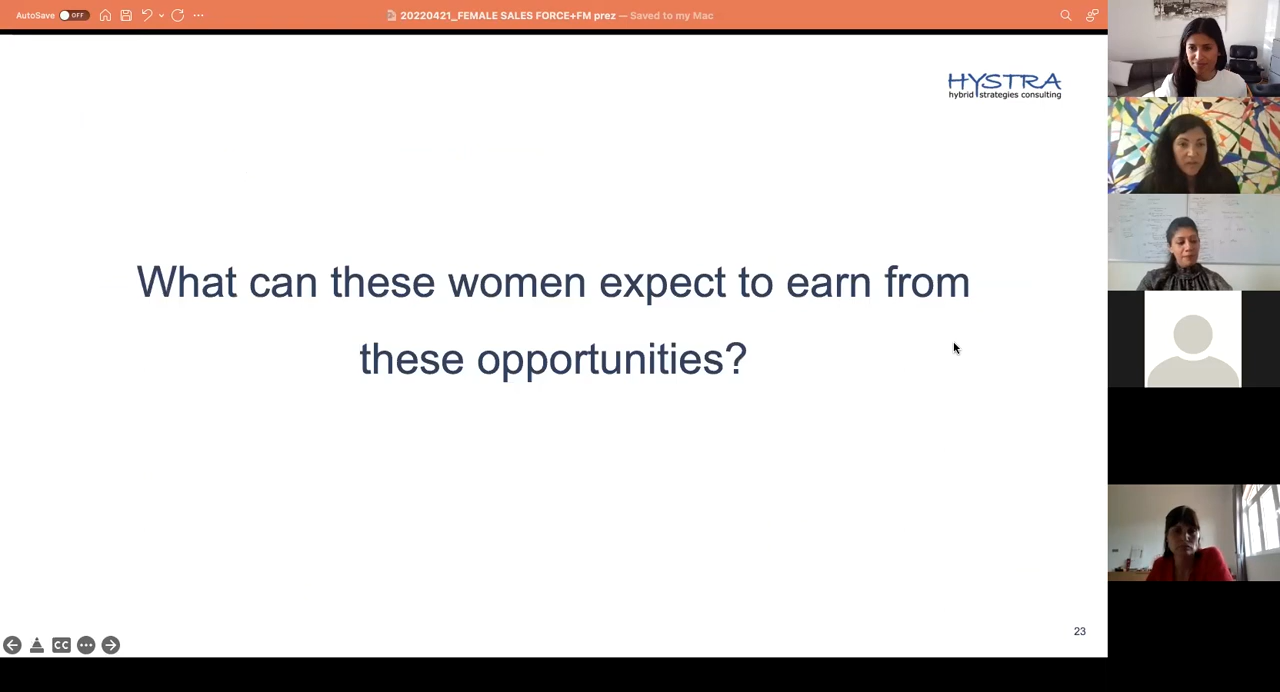 AutoSave OFF
20220421_FEMALE SALES FORCE+FM prez — Saved to my Mac
HYSTRA
hybrid strategies consulting
What can these women expect to earn from
these opportunities?
23
CC